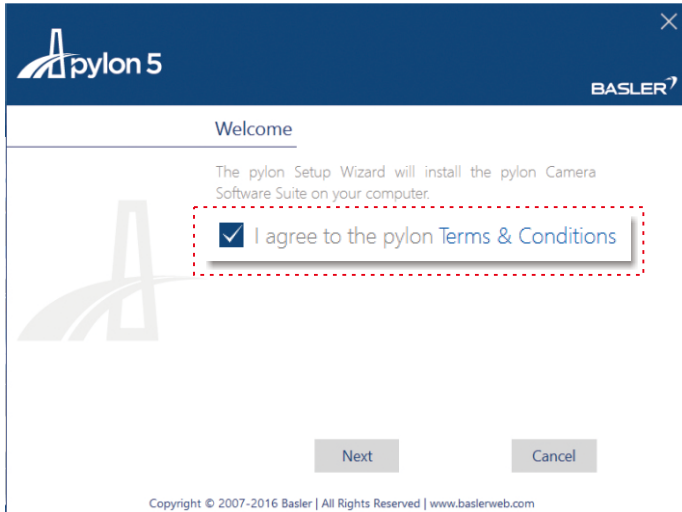 pylon 5
BASLER
Welcome
The pylon Setup Wizard will install the pylon Camera
Software Suite on your computer.
I agree to the pylon Terms & Conditions
Next Cancel
Copyright © 2007-2016 Basler | All Rights Reserved | www.baslerweb.com